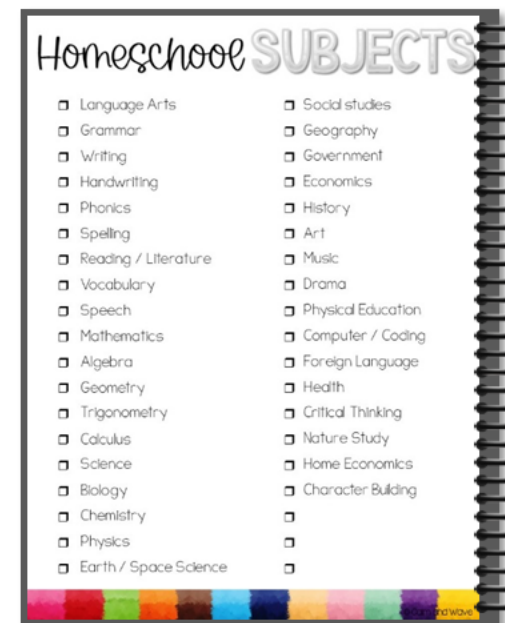 Homeschool SUBJECTS
Language Arts
Grammar
Writing
Handwriting
Phonics
Spelling
Reading / Literature
Vocabulary
Speech
Mathematics
Algebra
Geometry
Trigonometry
Calculus
Science
Biology
Chemistry
Physics
Earth / Space Science
Social studies
Geography
Government
Economics
History
Art
Music
Drama
Physical Education
Computer / Coding
Foreign Language
Health
Critical Thinking
Nature Study
Home Economics
Character Building
and Wave